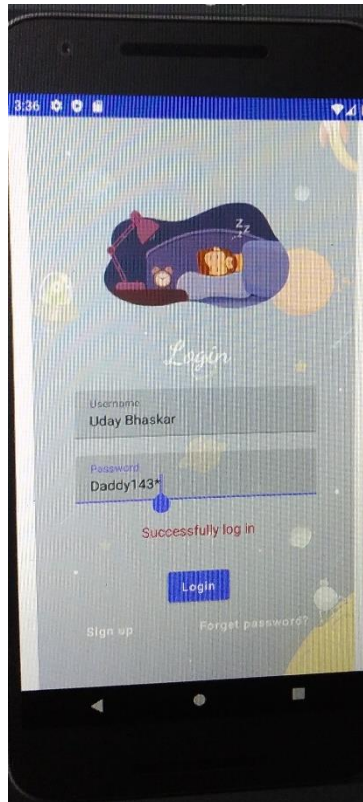 3:36
Z
Z
Z
Login
Username
Uday Bhaskar
Password
Daddy143*
Successfully log in
Login
Sign up Forget password?